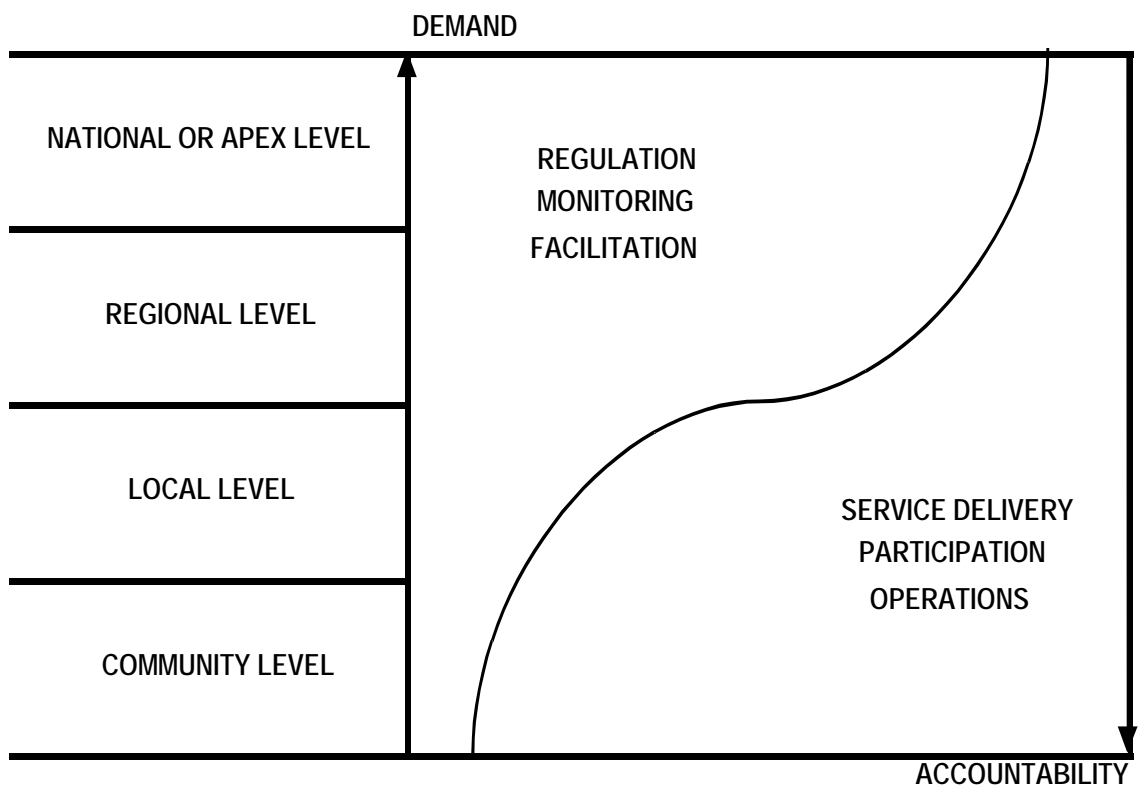 DEMAND
NATIONAL OR APEX LEVEL
REGULATION
MONITORING
FACILITATION
REGIONAL LEVEL
LOCAL LEVEL
SERVICE DELIVERY
PARTICIPATION
OPERATIONS
COMMUNITY LEVEL
ACCOUNTABILITY